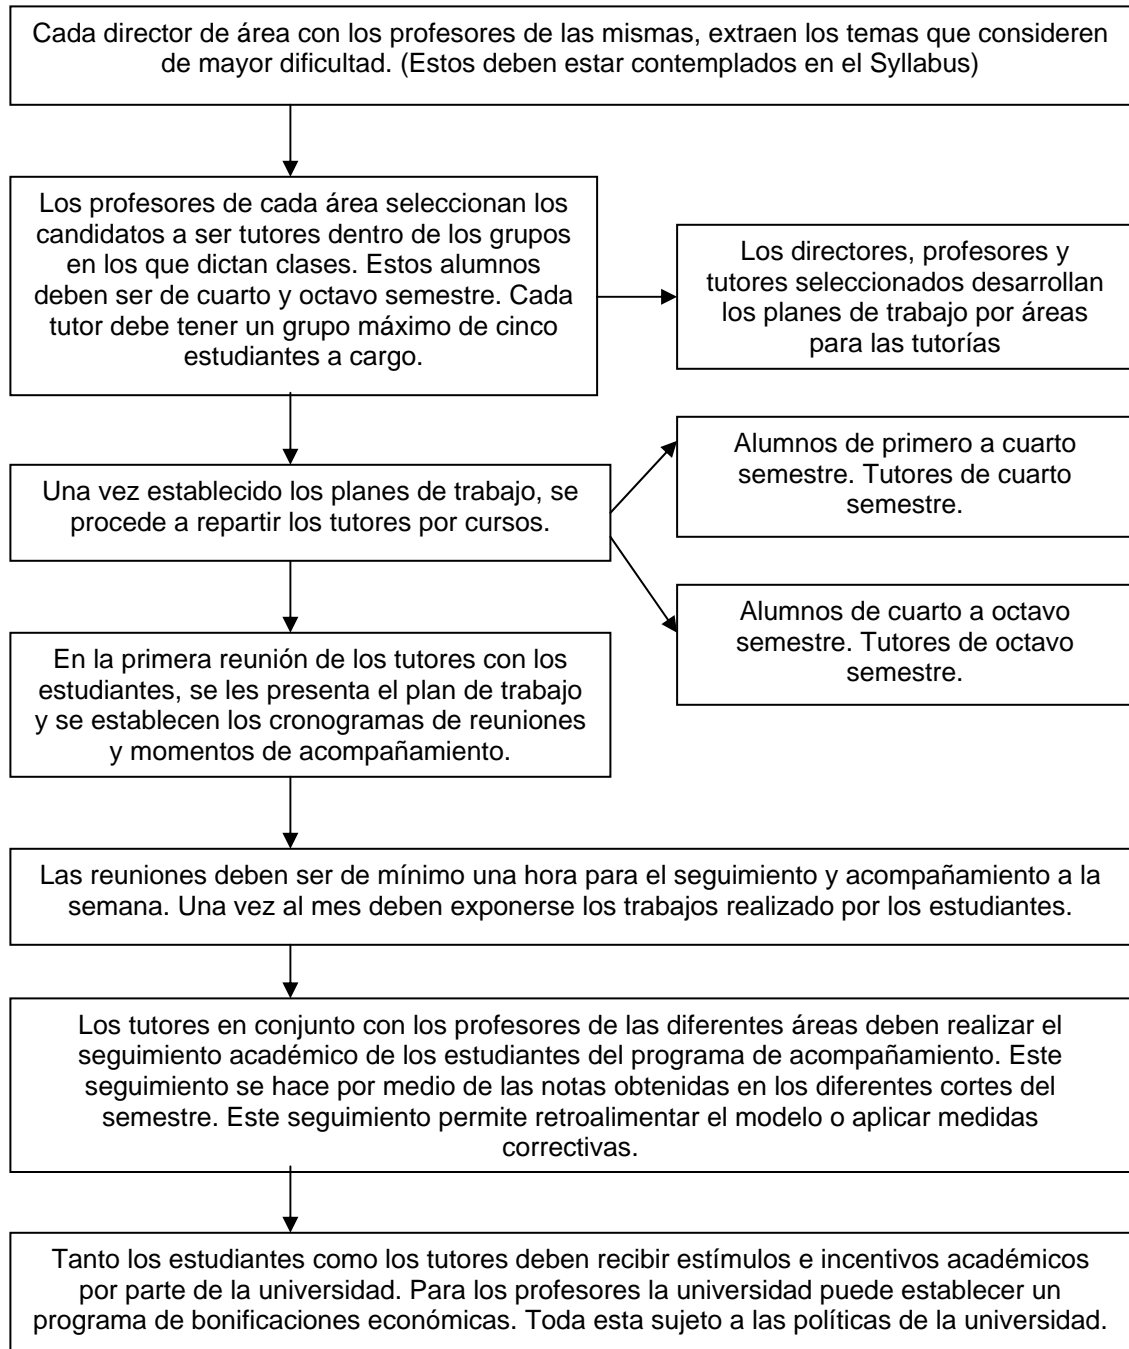 Cada director de área con los profesores de las mismas, extraen los temas que consideren
de mayor dificultad. (Estos deben estar contemplados en el Syllabus)
Los profesores de cada área seleccionan los
candidatos a ser tutores dentro de los grupos
en los que dictan clases. Estos alumnos
deben ser de cuarto y octavo semestre. Cada
tutor debe tener un grupo máximo de cinco
estudiantes a cargo.
Los directores, profesores y
tutores seleccionados desarrollan
los planes de trabajo por áreas
para las tutorías
Una vez establecido los planes de trabajo, se
procede a repartir los tutores por cursos.
Alumnos de primero a cuarto
semestre. Tutores de cuarto
semestre.
Alumnos de cuarto a octavo
semestre. Tutores de octavo
semestre.
En la primera reunión de los tutores con los
estudiantes, se les presenta el plan de trabajo
y se establecen los cronogramas de reuniones
y momentos de acompañamiento.
Las reuniones deben ser de mínimo una hora para el seguimiento y acompañamiento a la
semana. Una vez al mes deben exponerse los trabajos realizado por los estudiantes.
Los tutores en conjunto con los profesores de las diferentes áreas deben realizar el
seguimiento académico de los estudiantes del programa de acompañamiento. Este
seguimiento se hace por medio de las notas obtenidas en los diferentes cortes del
semestre. Este seguimiento permite retroalimentar el modelo o aplicar medidas
correctivas.
Tanto los estudiantes como los tutores deben recibir estímulos e incentivos académicos
por parte de la universidad. Para los profesores la universidad puede establecer un
programa de bonificaciones económicas. Toda esta sujeto a las políticas de la universidad.